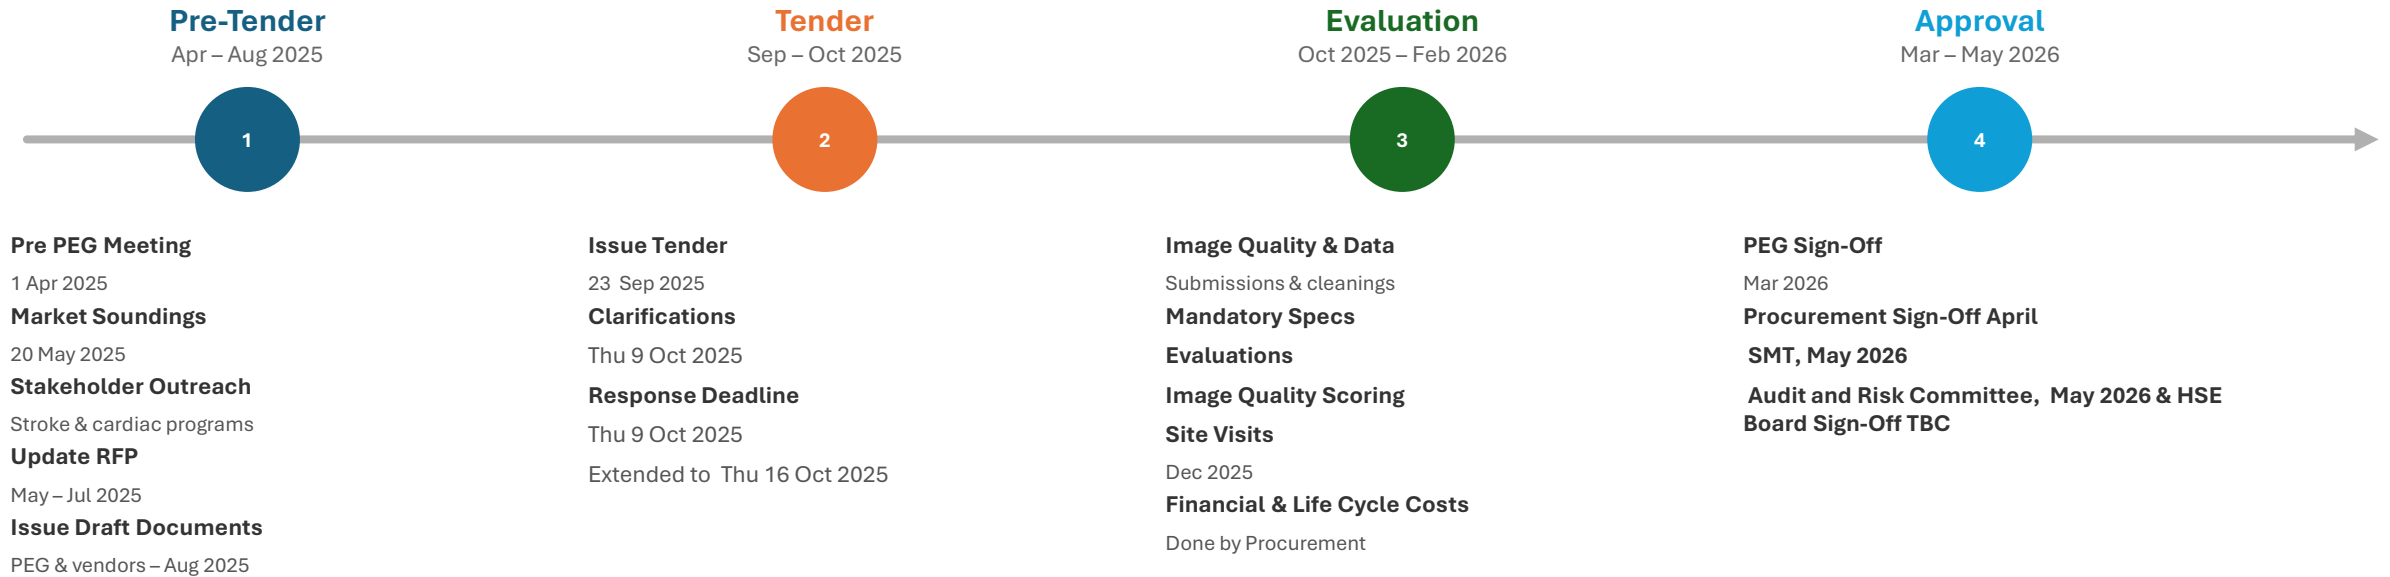 Pre-Tender
Apr – Aug 2025
1
Pre PEG Meeting
1 Apr 2025
Market Soundings
20 May 2025
Stakeholder Outreach
Stroke & cardiac programs
Update RFP
May – Jul 2025
Issue Draft Documents
PEG & vendors – Aug 2025
Tender
Sep – Oct 2025
2
Issue Tender
23 Sep 2025
Clarifications
Thu 9 Oct 2025
Response Deadline
Thu 9 Oct 2025
Extended to Thu 16 Oct 2025
Evaluation
Oct 2025 – Feb 2026
3
Image Quality & Data
Submissions & cleanings
Mandatory Specs
Evaluations
Image Quality Scoring
Site Visits
Dec 2025
Financial & Life Cycle Costs
Done by Procurement
Approval
Mar – May 2026
4
PEG Sign-Off
Mar 2026
Procurement Sign-Off April
SMT, May 2026
Audit and Risk Committee, May 2026 & HSE
Board Sign-Off TBC